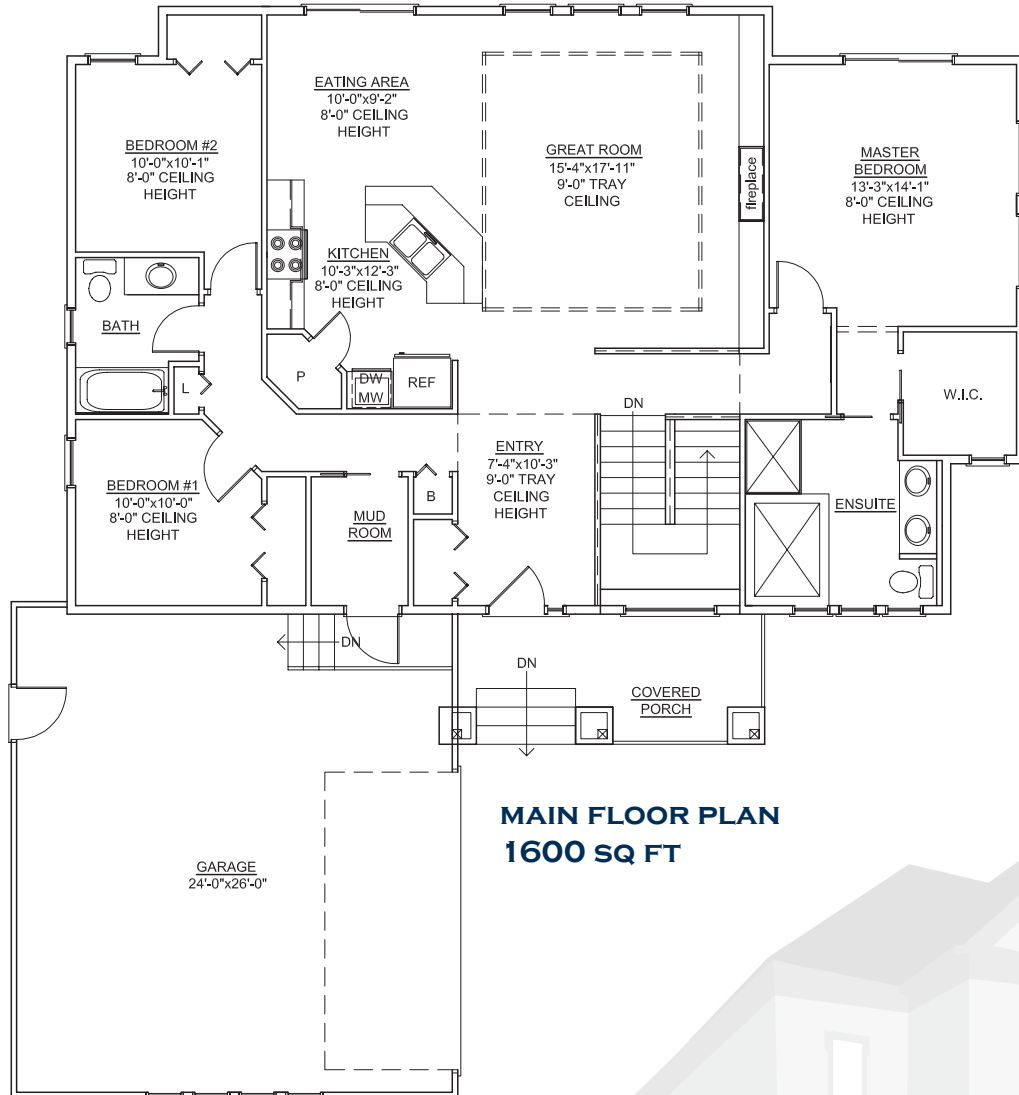 EATING AREA
10'-0"x9'-2"
8'-0" CEILING
HEIGHT
BEDROOM #2
10'-0"x10'-1"
8'-0" CEILING
HEIGHT
GREAT ROOM
15'-4"x17'-11"
9'-0" TRAY
CEILING
fireplace
MASTER
BEDROOM
13'-3"x14'-1"
8'-0" CEILING
HEIGHT
KITCHEN
10'-3"x12'-3"
8'-0" CEILING
HEIGHT
BATH
L
P
DW
MW
REF
DN
W.I.C.
ENTRY
7'-4"x10'-3"
9'-0" TRAY
CEILING
HEIGHT
BEDROOM #1
10'-0"x10'-0"
8'-0" CEILING
HEIGHT
B
MUD
ROOM
ENSUITE
DN
DN
COVERED
PORCH
MAIN FLOOR PLAN
1600 SQ FT
GARAGE
24'-0"x26'-0"